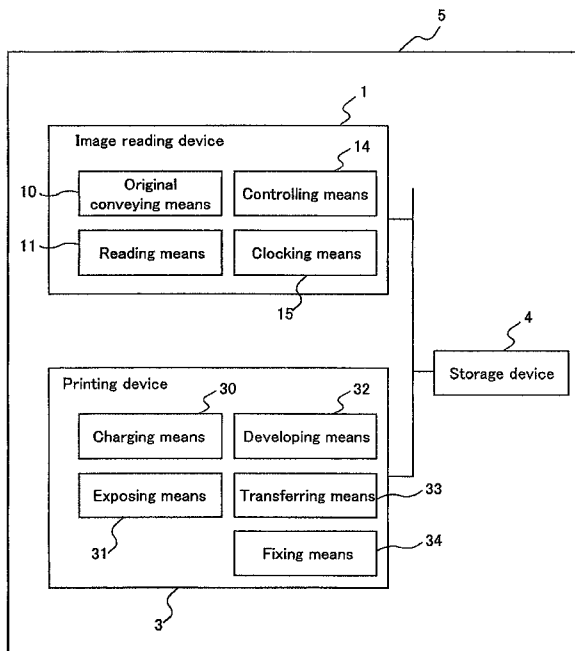 5
1
Image reading device
14
10
Original
conveying means
Controlling means
11
Reading means
Clocking means
15
4
Storage device
Printing device
30
32
Charging means
Developing means
Exposing means
Transferring means
33
31
Fixing means
34
3